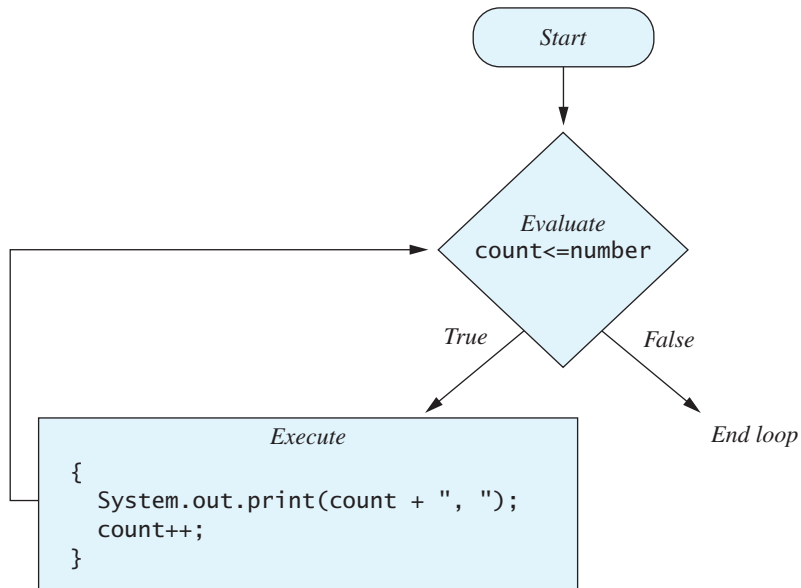 Start
Evaluate
count<=number
True
False
End loop
Execute
{
System.out.print(count + ", ");
count++;
}